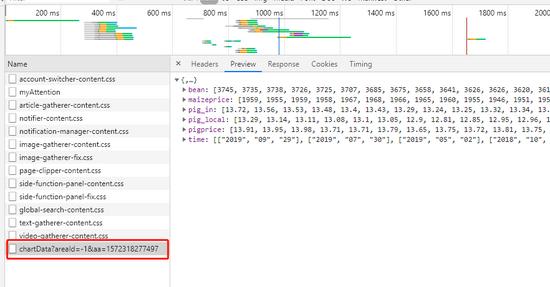 200 ms
400 ms
600 ms
800 ms
1000 ms
1200 ms
1400 ms
1600 ms
1800 ms
2000
Name
× Headers Preview Response Cookies Timing
account-switcher-content.css
myAttention
article-gatherer-content.css
notifier-content.css
notification-manager-content.css
image-gatherer-content.css
image-gatherer-fix.css
page-clipper-content.css
side-function-panel-content.css
side-function-panel-fix.css
global-search-content.css
text-gatherer-content.css
video-gatherer-content.css
chartData?areaId=-1&aa=1572318277497
▼ {,…}
▶ bean: [3745, 3735, 3738, 3726, 3725, 3707, 3685, 3675, 3658, 3641, 3626, 3626, 3620, 361
▶ maizeprice: [1959, 1955, 1959, 1958, 1967, 1968, 1966, 1965, 1960, 1955, 1946, 1951, 195
▶ pig_in: [13.72, 13.56, 13.53, 13.48, 13.4, 13.43, 13.29, 13.31, 13.25, 13.22, 13.34, 13.
▶ pig_local: [13.29, 13.14, 13.11, 13.08, 13.1, 13.05, 12.9, 12.81, 12.85, 12.95, 12.96, 1
▶ pigprice: [13.91, 13.95, 13.98, 13.71, 13.71, 13.79, 13.65, 13.75, 13.72, 13.81, 13.75,
▶ time: [["2019", "09", "29"], ["2019", "07", "30"], ["2019", "05", "02"], ["2018", "10",